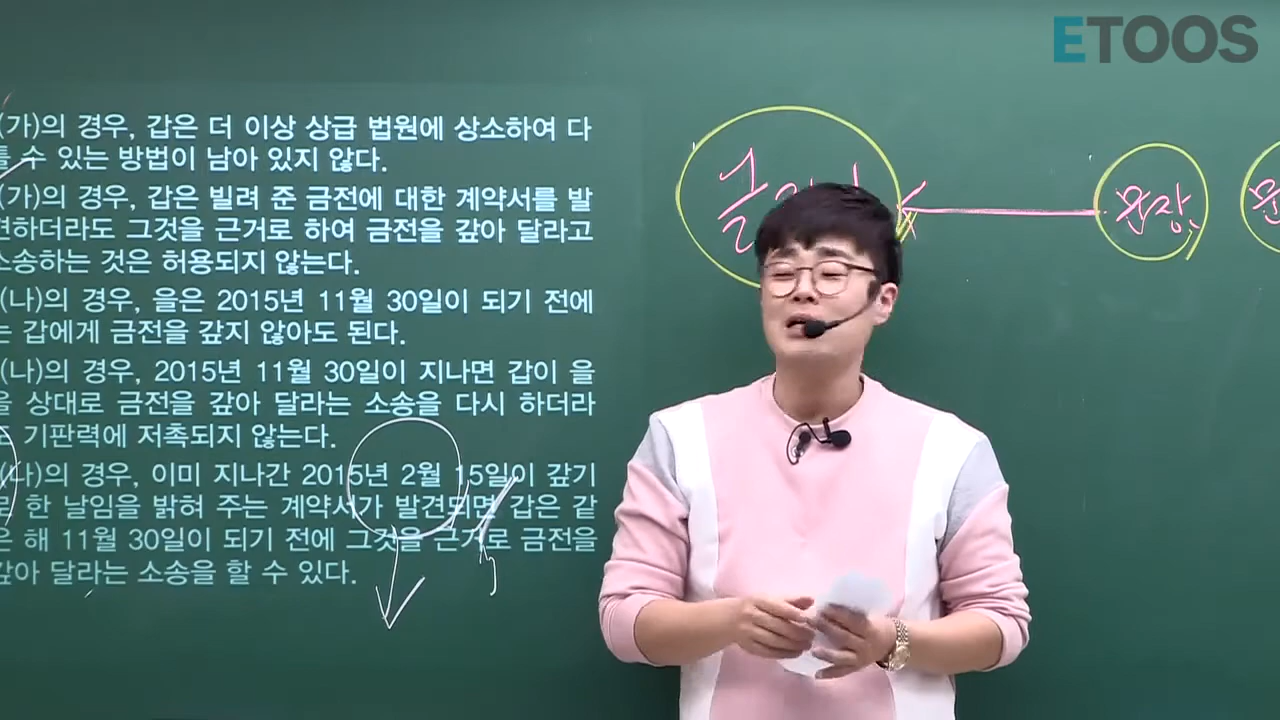 ETOOS
(가)의 경우, 갑은 더 이상 상급 법원에 상소하여 다
툴 수 있는 방법이 남아 있지 않다.
(가)의 경우, 갑은 빌려 준 금전에 대한 계약서를 발
견하더라도 그것을 근거로 하여 금전을 갚아 달라고
소송하는 것은 허용되지 않는다.
(나)의 경우, 을은 2015년 11월 30일이 되기 전에
는 갑에게 금전을 갚지 않아도 된다.
(나)의 경우, 2015년 11월 30일이 지나면 갑이 을
을 상대로 금전을 갚아 달라는 소송을 다시 하더라
도 기판력에 저촉되지 않는다.
(나)의 경우, 이미 지나간 2015년 2월 15일이 갚기
로 한 날임을 밝혀 주는 계약서가 발견되면 갑은 같
은 해 11월 30일이 되기 전에 그것을 근거로 금전을
갚아 달라는 소송을 할 수 있다.
글
문장
문